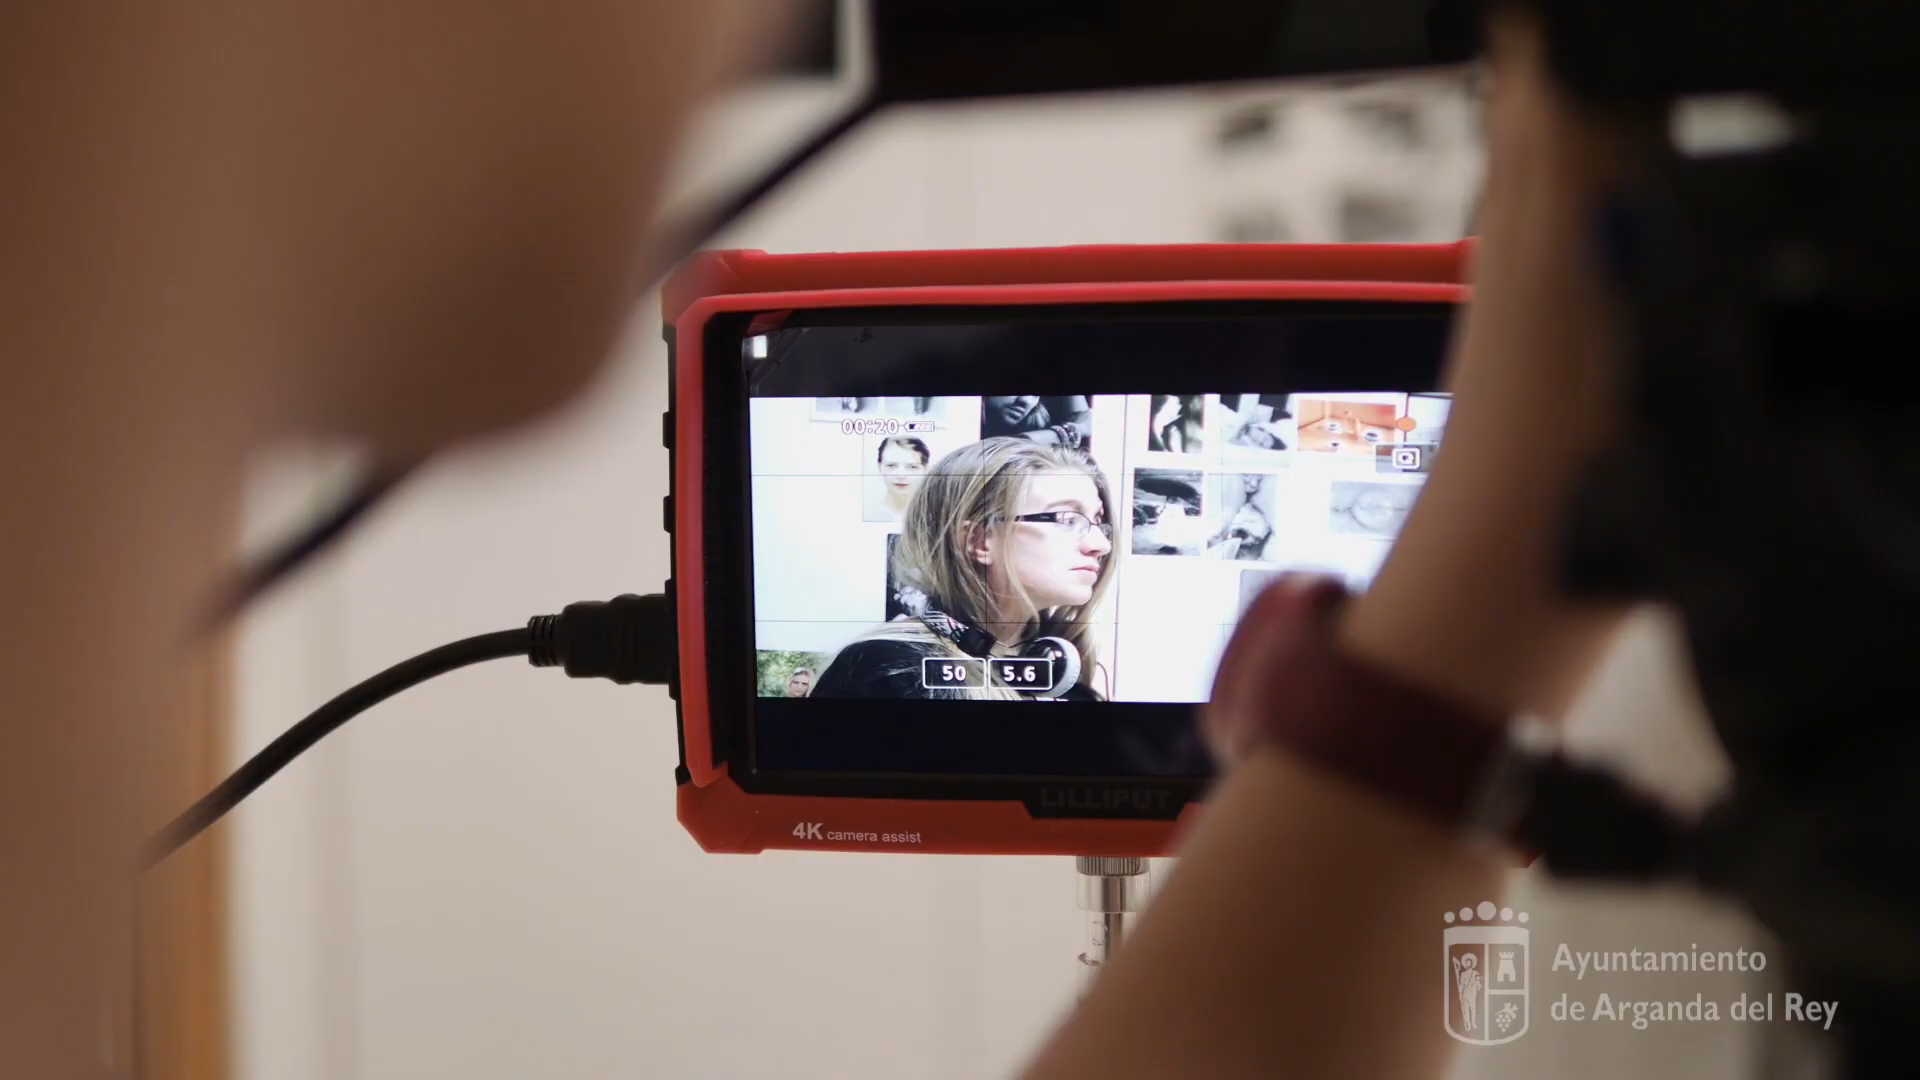 00:20
50 5.6
LILLIPUT
4K camera assist
Ayuntamiento
de Arganda del Rey